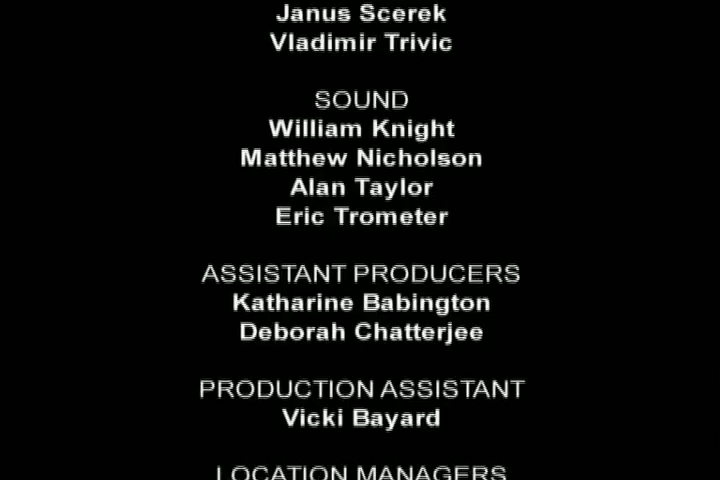 Janus Scerek
Vladimir Trivic
SOUND
William Knight
Matthew Nicholson
Alan Taylor
Eric Trometer
ASSISTANT PRODUCERS
Katharine Babington
Deborah Chatterjee
PRODUCTION ASSISTANT
Vicki Bayard
LOCATION MANAGERS